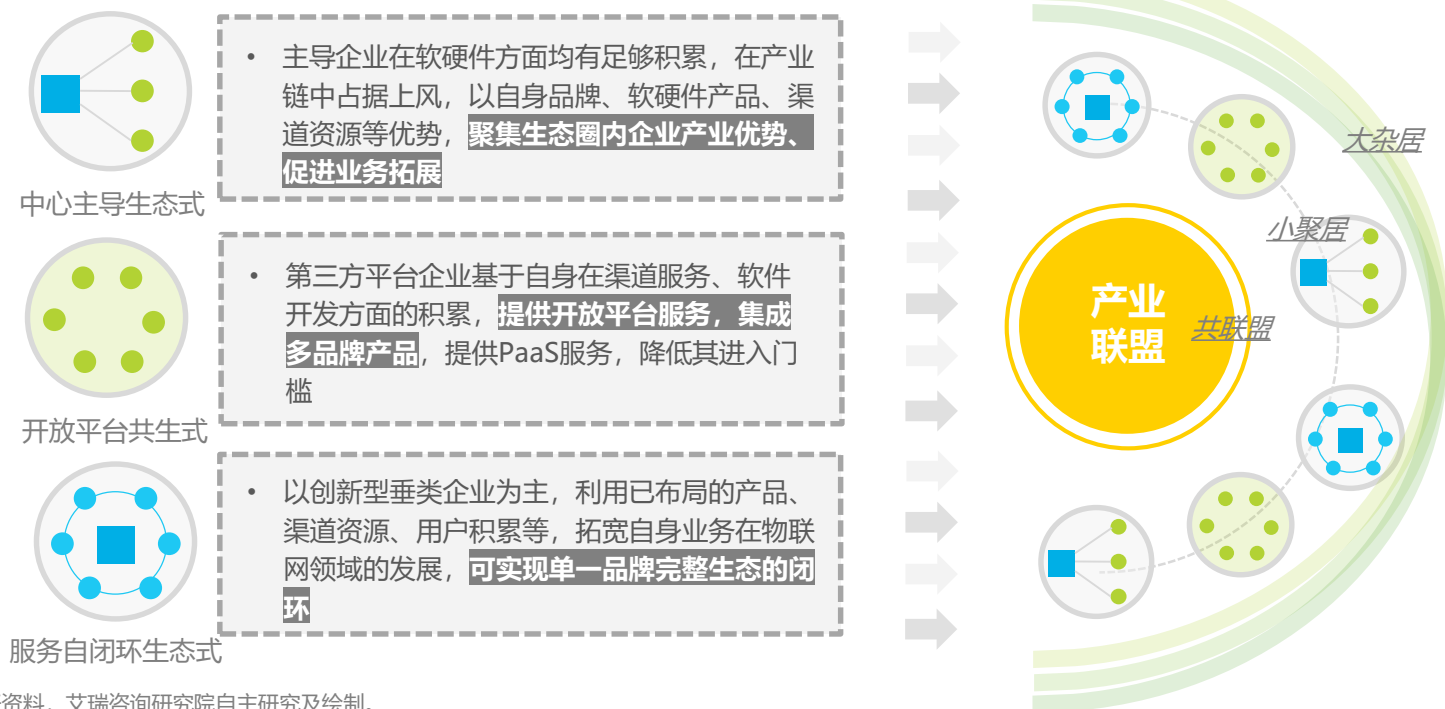 • 主导企业在软硬件方面均有足够积累，在产业
链中占据上风，以自身品牌、软硬件产品、渠
道资源等优势，聚集生态圈内企业产业优势、
促进业务拓展
中心主导生态式
• 第三方平台企业基于自身在渠道服务、软件
开发方面的积累，提供开放平台服务，集成
多品牌产品，提供PaaS服务，降低其进入门
槛
开放平台共生式
• 以创新型垂类企业为主，利用已布局的产品、
渠道资源、用户积累等，拓宽自身业务在物联
网领域的发展，可实现单一品牌完整生态的闭
环
服务自闭环生态式
大杂居
小聚居
共联盟
产业
联盟
资料，艾瑞咨询研究院自主研究及绘制。